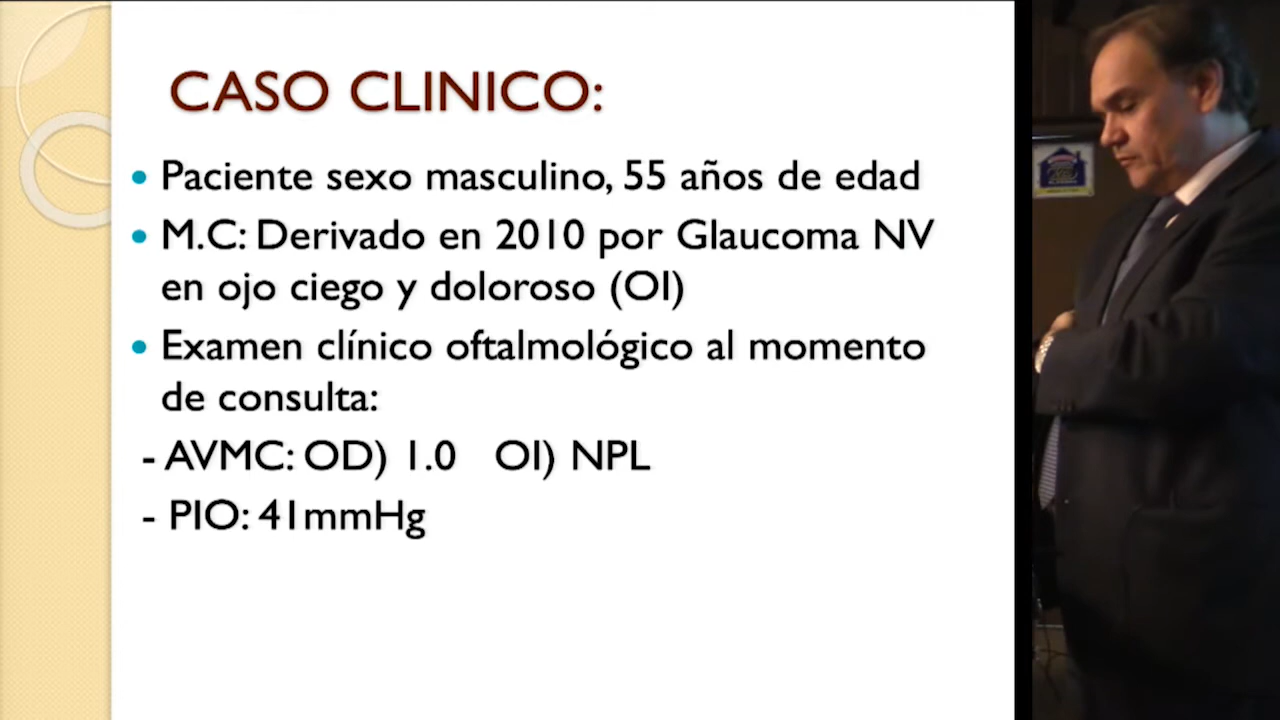 CASO CLINICO:
Paciente sexo masculino, 55 años de edad
M.C: Derivado en 2010 por Glaucoma NV
en ojo ciego y doloroso (OI)
Examen clínico oftalmológico al momento
de consulta:
- AVMC: OD) 1.0 OI) NPL
- PIO: 41mmHg